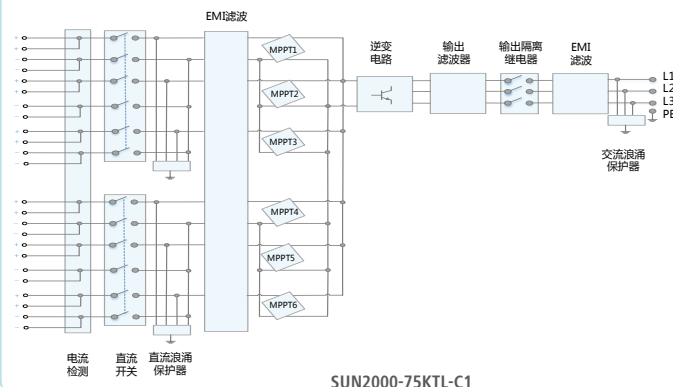 EMI滤波
MPPT1
MPPT2
MPPT3
MPPT4
MPPT5
MPPT6
逆变
电路
输出
滤波器
输出隔离
继电器
EMI
滤波
L1
L2
L3
PE
交流浪涌
保护器
电流
检测
直流
开关
直流浪涌
保护器
SUN2000-75KTL-C1